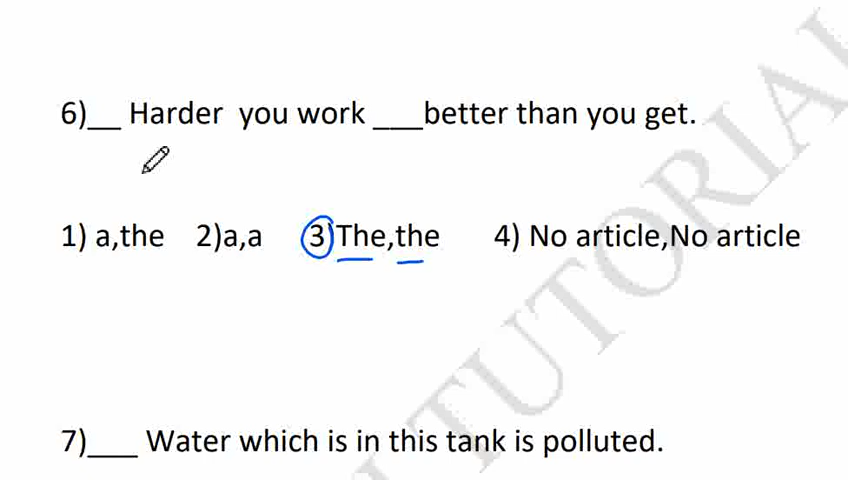 6)__ Harder you work ___better than you get.
1) a,the 2)a,a 3)The,the 4) No article,No article
7)___ Water which is in this tank is polluted.
TUTORIAL